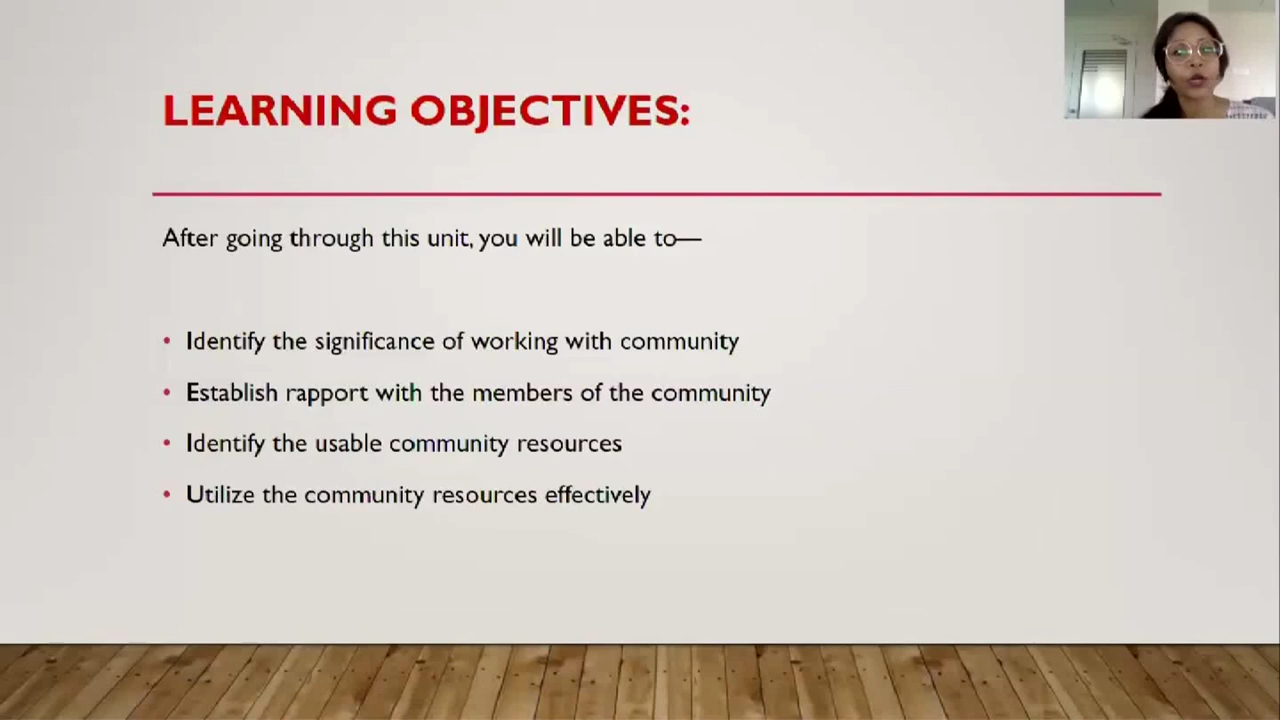 LEARNING OBJECTIVES:
After going through this unit, you will be able to—
• Identify the significance of working with community
• Establish rapport with the members of the community
• Identify the usable community resources
• Utilize the community resources effectively